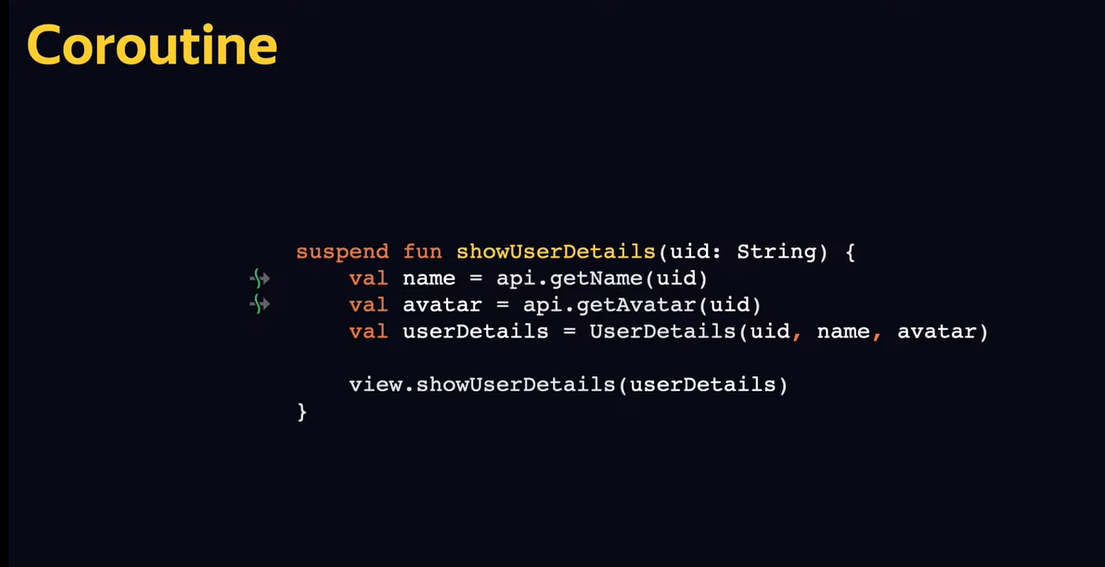 Coroutine
suspend fun showUserDetails(uid: String) {
val name = api.getName(uid)
val avatar = api.getAvatar(uid)
val userDetails = UserDetails(uid, name, avatar)
view.showUserDetails(userDetails)
}